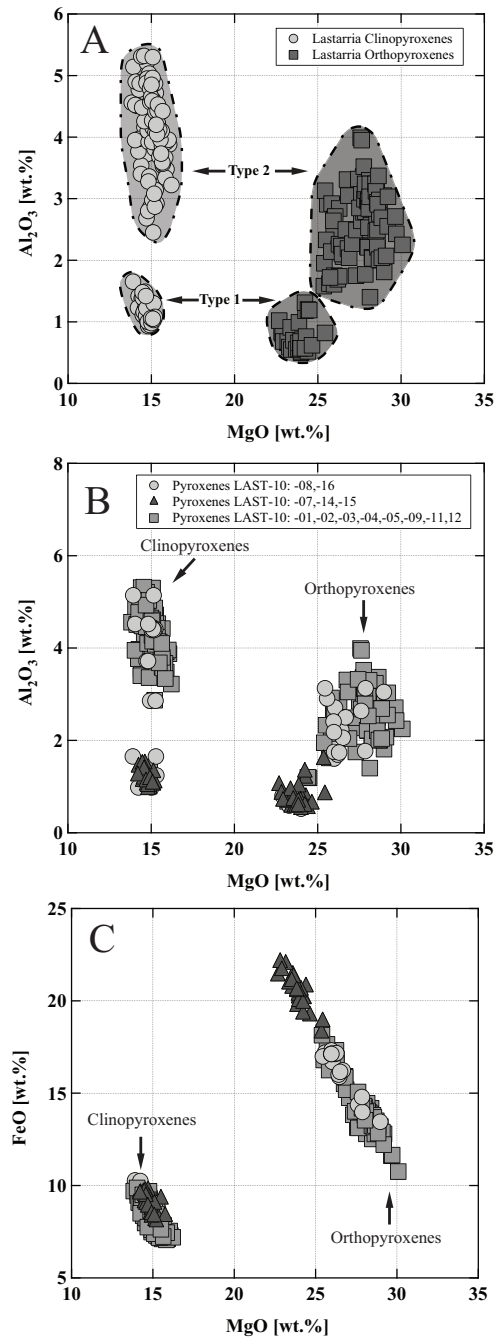 A
Lastarria Clinopyroxenes
Lastarria Orthopyroxenes
6
5
4
3
2
1
0
Al₂O₃ [wt.%]
Type 2
Type 1
10 15 20 25 30 35
MgO [wt.%]
B
Pyroxenes LAST-10: -08,-16
Pyroxenes LAST-10: -07,-14,-15
Pyroxenes LAST-10: -01,-02,-03,-04,-05,-09,-11,12
8
6
4
2
0
Al₂O₃ [wt.%]
Clinopyroxenes
Orthopyroxenes
10 15 20 25 30 35
MgO [wt.%]
C
25
20
15
10
5
FeO [wt.%]
Clinopyroxenes
Orthopyroxenes
10 15 20 25 30 35
MgO [wt.%]